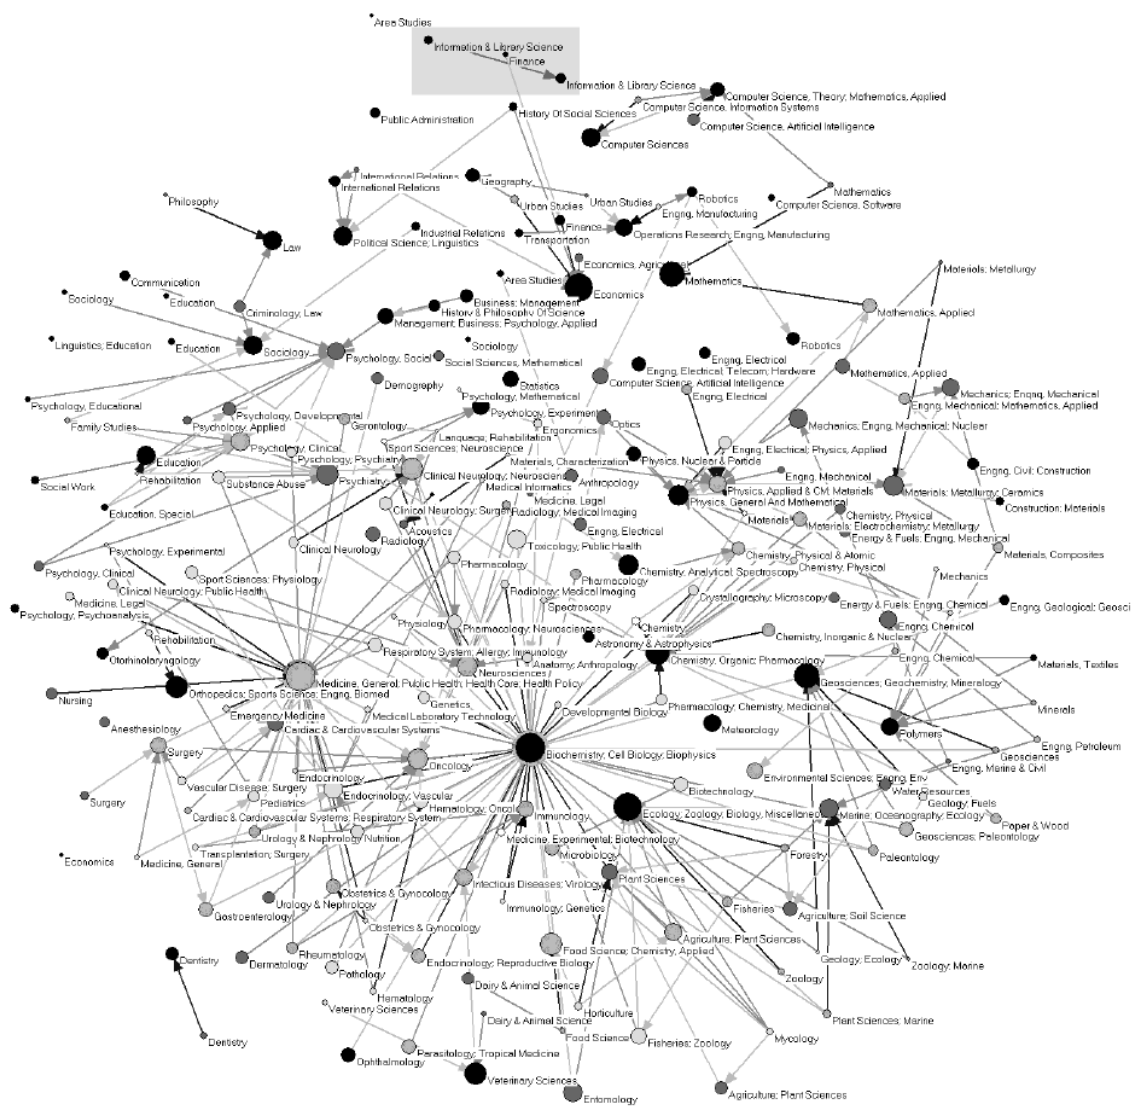 Area Studies
Information & Library Science
Finance
Information & Library Science
Computer Science, Theory; Mathematics, Applied
Computer Science, Information Systems
Public Administration
History Of Social Sciences
Computer Science, Artificial Intelligence
Computer Sciences
International Relations
International Relations
Geography
Philosophy
Urban Studies
Urban Studies
Robotics
Mathematics
Computer Science, Software
Engng, Manufacturing
Law
Political Science; Linguistics
Industrial Relations
Finance
Transportation
Operations Research; Engng, Manufacturing
Economics, Agricultural
Materials; Metallurgy
Communication
Area Studies
Economics
Mathematics
Sociology
Education
Criminology, Law
Business; Management
History & Philosophy Of Science
Management; Business; Psychology, Applied
Mathematics, Applied
Linguistics; Education
Education
Sociology
Psychology, Social
Sociology
Social Sciences, Mathematical
Robotics
Engng, Electrical
Engng, Electrical; Telecom; Hardware
Mathematics, Applied
Demography
Statistics
Computer Science, Artificial Intelligence
Psychology, Educational
Psychology, Mathematical
Engng, Electrical
Mechanics; Engng, Mechanical
Engng, Mechanical; Mathematics, Applied
Psychology, Developmental
Psychology, Applied
Gerontology
Psychology, Experimental
Ergonomics
Optics
Mechanics; Engng, Mechanical; Nuclear
Family Studies
Psychology, Clinical
Language; Rehabilitation
Sport Sciences; Neuroscience
Engng, Electrical; Physics, Applied
Education
Rehabilitation
Psychology; Psychiatry
Materials, Characterization
Physics, Nuclear & Particle
Engng, Civil; Construction
Social Work
Substance Abuse
Psychiatry
Clinical Neurology; Neuroscience
Medical Informatics
Anthropology
Engng, Mechanical
Physics, Applied & CM; Materials
Materials; Metallurgy; Ceramics
Education, Special
Medicine, Legal
Physics, General And Mathematical
Construction; Materials
Clinical Neurology; Surgery
Radiology; Medical Imaging
Chemistry, Physical
Materials
Materials; Electrochemistry; Metallurgy
Acoustics
Engng, Electrical
Energy & Fuels; Engng, Mechanical
Psychology, Experimental
Clinical Neurology
Radiology
Toxicology; Public Health
Chemistry, Physical & Atomic
Materials, Composites
Psychology, Clinical
Sport Sciences; Physiology
Pharmacology
Chemistry, Analytical; Spectroscopy
Chemistry, Physical
Mechanics
Clinical Neurology; Public Health
Radiology; Medical Imaging
Pharmacology
Crystallography; Microscopy
Medicine, Legal
Spectroscopy
Energy & Fuels; Engng, Chemical
Engng, Geological; Geosci
Psychology, Psychoanalysis
Physiology
Pharmacology; Neurosciences
Chemistry
Engng, Chemical
Rehabilitation
Astronomy & Astrophysics
Chemistry, Inorganic & Nuclear
Otorhinolaryngology
Respiratory System; Allergy; Immunology
Anatomy; Anthropology
Chemistry, Organic; Pharmacology
Engng, Chemical
Materials, Textiles
Neurosciences
Nursing
Orthopedics; Sports Science; Engng, Biomed
Medicine, General; Public Health; Health Care; Health Policy
Geosciences; Geochemistry, Mineralogy
Genetics
Developmental Biology
Pharmacology; Chemistry, Medicinal
Minerals
Emergency Medicine
Medical Laboratory Technology
Anesthesiology
Cardiac & Cardiovascular Systems
Meteorology
Polymers
Surgery
Biochemistry; Cell Biology; Biophysics
Engng, Petroleum
Geosciences
Oncology
Environmental Sciences; Engng, Env
Engng, Marine & Civil
Endocrinology
Vascular Disease; Surgery
Endocrinology; Vascular
Biotechnology
Water Resources
Geology; Fuels
Surgery
Pediatrics
Hematology; Oncology
Immunology
Ecology; Zoology; Biology, Miscellaneous
Marine; Oceanography; Ecology
Cardiac & Cardiovascular Systems; Respiratory System
Paper & Wood
Urology & Nephrology
Nutrition
Medicine, Experimental; Biotechnology
Geosciences; Paleontology
Economics
Medicine, General
Transplantation; Surgery
Microbiology
Forestry
Paleontology
Obstetrics & Gynocology
Infectious Diseases; Virology
Plant Sciences
Urology & Nephrology
Immunology; Genetics
Fisheries
Agriculture; Soil Science
Gastroenterology
Obstetrics & Gynocology
Agriculture; Plant Sciences
Dentistry
Dermatology
Rheumatology
Endocrinology; Reproductive Biology
Food Science; Chemistry, Applied
Geology; Ecology
Zoology; Marine
Pathology
Zoology
Hematology
Dairy & Animal Science
Veterinary Sciences
Horticulture
Plant Sciences; Marine
Dentistry
Dairy & Animal Science
Food Science
Fisheries; Zoology
Mycology
Ophthalmology
Parasitology; Tropical Medicine
Veterinary Sciences
Entomology
Agriculture; Plant Sciences